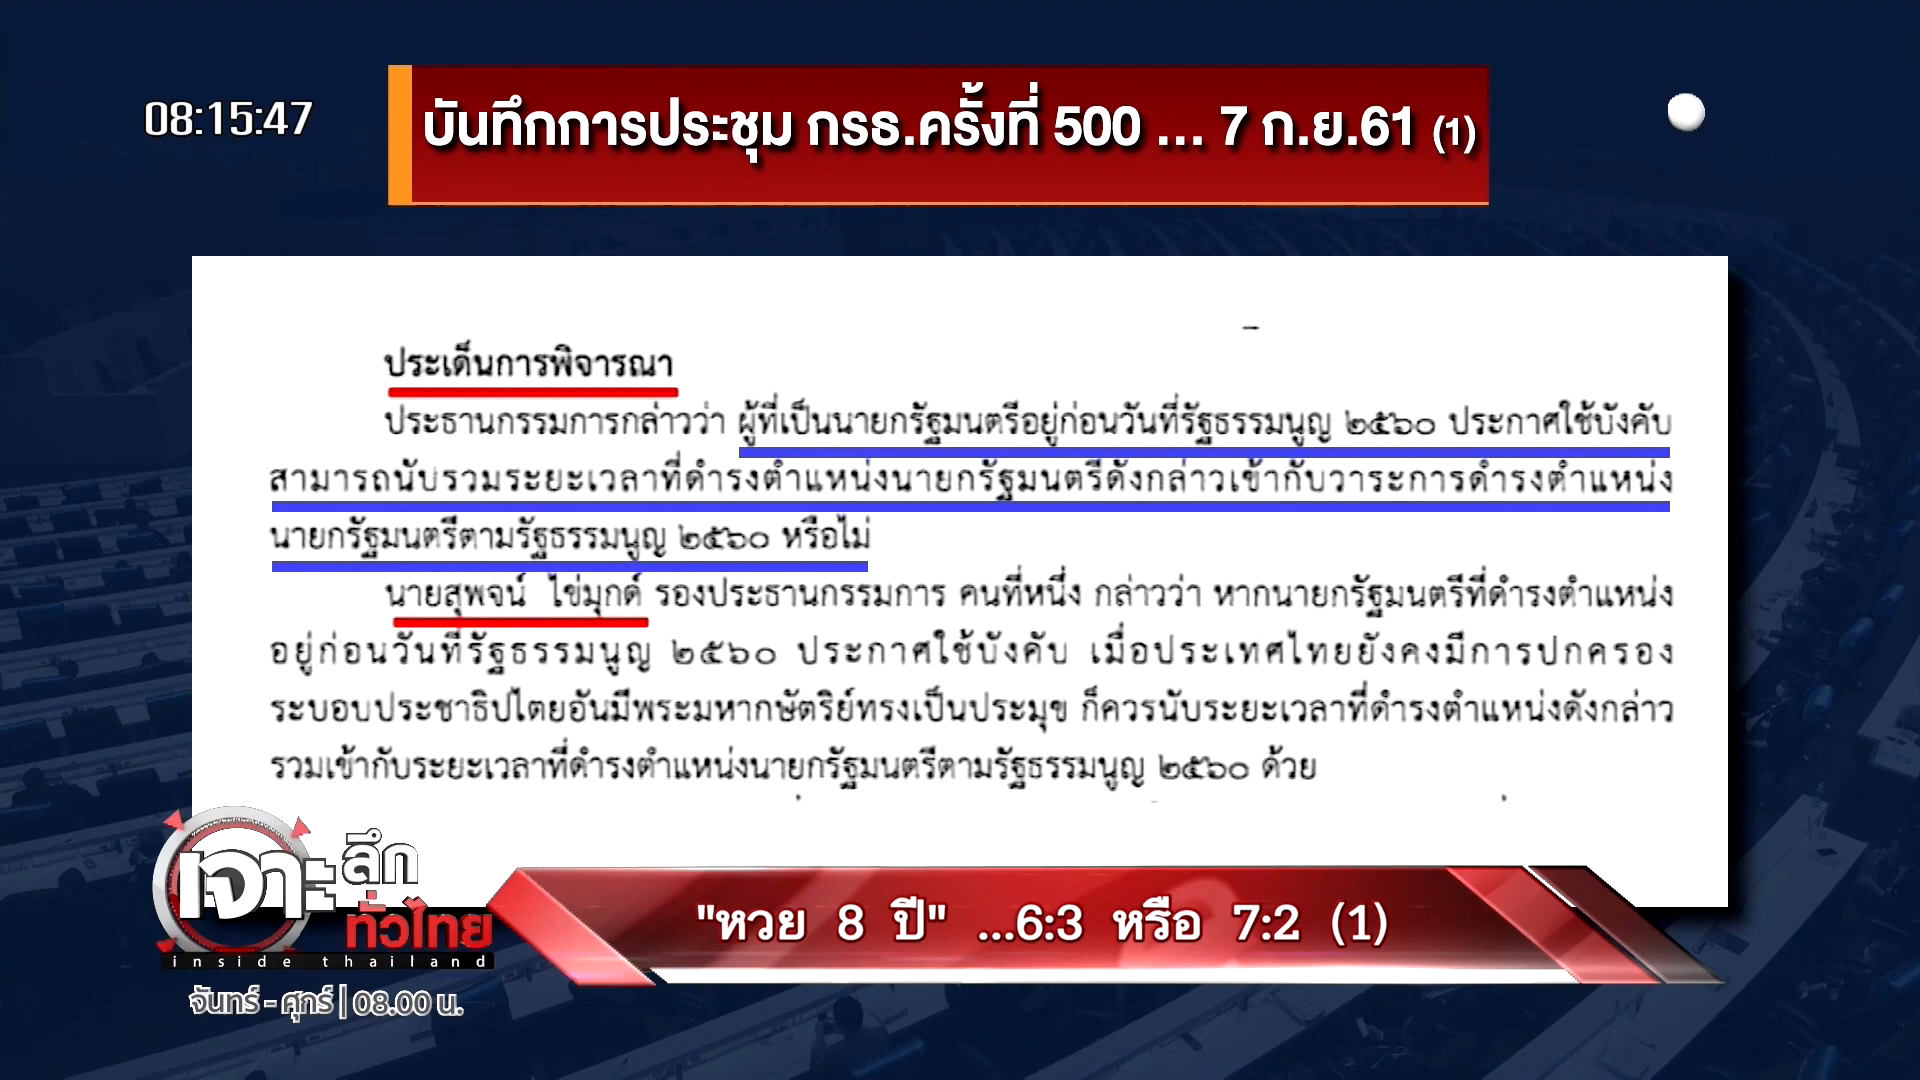 08:15:47
บันทึกการประชุม กรธ.ครั้งที่ 500 ... 7 ก.ย.61 (1)
ประเด็นการพิจารณา
ประธานกรรมการกล่าวว่า ผู้ที่เป็นนายกรัฐมนตรีอยู่ก่อนวันที่รัฐธรรมนูญ ๒๕๖๐ ประกาศใช้บังคับ
สามารถนับรวมระยะเวลาที่ดำรงตำแหน่งนายกรัฐมนตรีดังกล่าวเข้ากับวาระการดำรงตำแหน่ง
นายกรัฐมนตรีตามรัฐธรรมนูญ ๒๕๖๐ หรือไม่
นายสุพจน์ ไข่มุกด์ รองประธานกรรมการ คนที่หนึ่ง กล่าวว่า หากนายกรัฐมนตรีที่ดำรงตำแหน่ง
อยู่ก่อนวันที่รัฐธรรมนูญ ๒๕๖๐ ประกาศใช้บังคับ เมื่อประเทศไทยยังคงมีการปกครอง
ระบอบประชาธิปไตยอันมีพระมหากษัตริย์ทรงเป็นประมุข ก็ควรนับระยะเวลาที่ดำรงตำแหน่งดังกล่าว
รวมเข้ากับระยะเวลาที่ดำรงตำแหน่งนายกรัฐมนตรีตามรัฐธรรมนูญ ๒๕๖๐ ด้วย
เจาะลึก
ทั่วไทย
inside thailand
จันทร์ - ศุกร์ | 08.00 น.
"หวย 8 ปี" ...6:3 หรือ 7:2 (1)